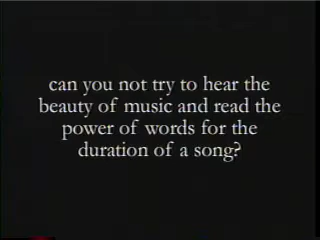 can you not try to hear the
beauty of music and read the
power of words for the
duration of a song?